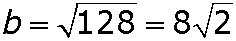 b = √128 = 8√2